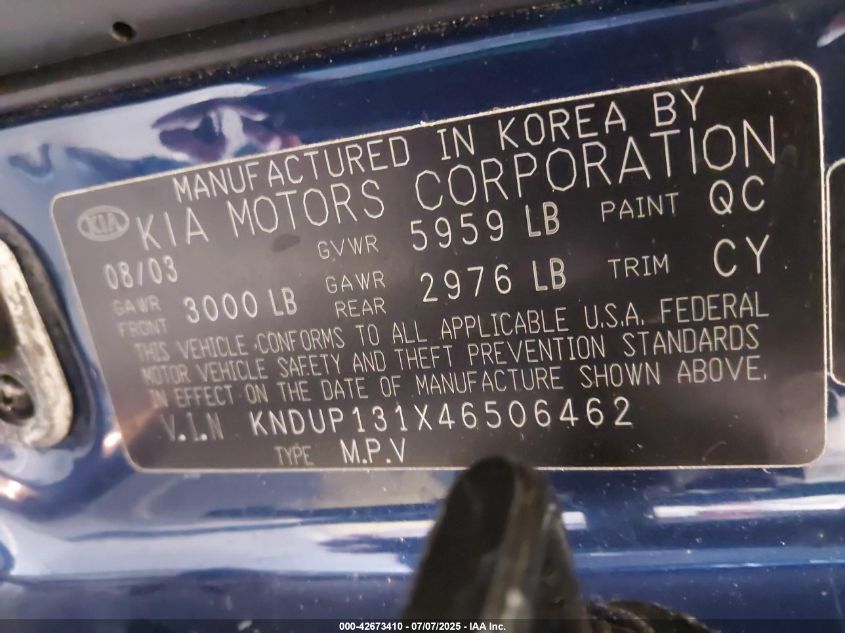 MANUFACTURED IN KOREA BY
KIA KIA MOTORS CORPORATION
08/03 GVWR 5959 LB PAINT QC
GAWR FRONT 3000 LB GAWR REAR 2976 LB TRIM CY
THIS VEHICLE CONFORMS TO ALL APPLICABLE U.S.A. FEDERAL
MOTOR VEHICLE SAFETY AND THEFT PREVENTION STANDARDS
IN EFFECT ON THE DATE OF MANUFACTURE SHOWN ABOVE.
V.I.N KNDUP131X46506462
TYPE M.P.V
000-42673410 - 07/07/2025 - IAA Inc.